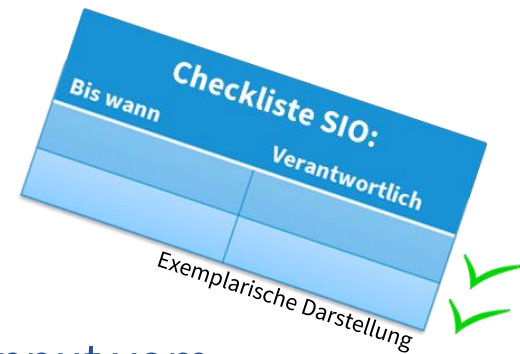 Checkliste SIO:
Bis wann
Verantwortlich
Exemplarische Darstellung